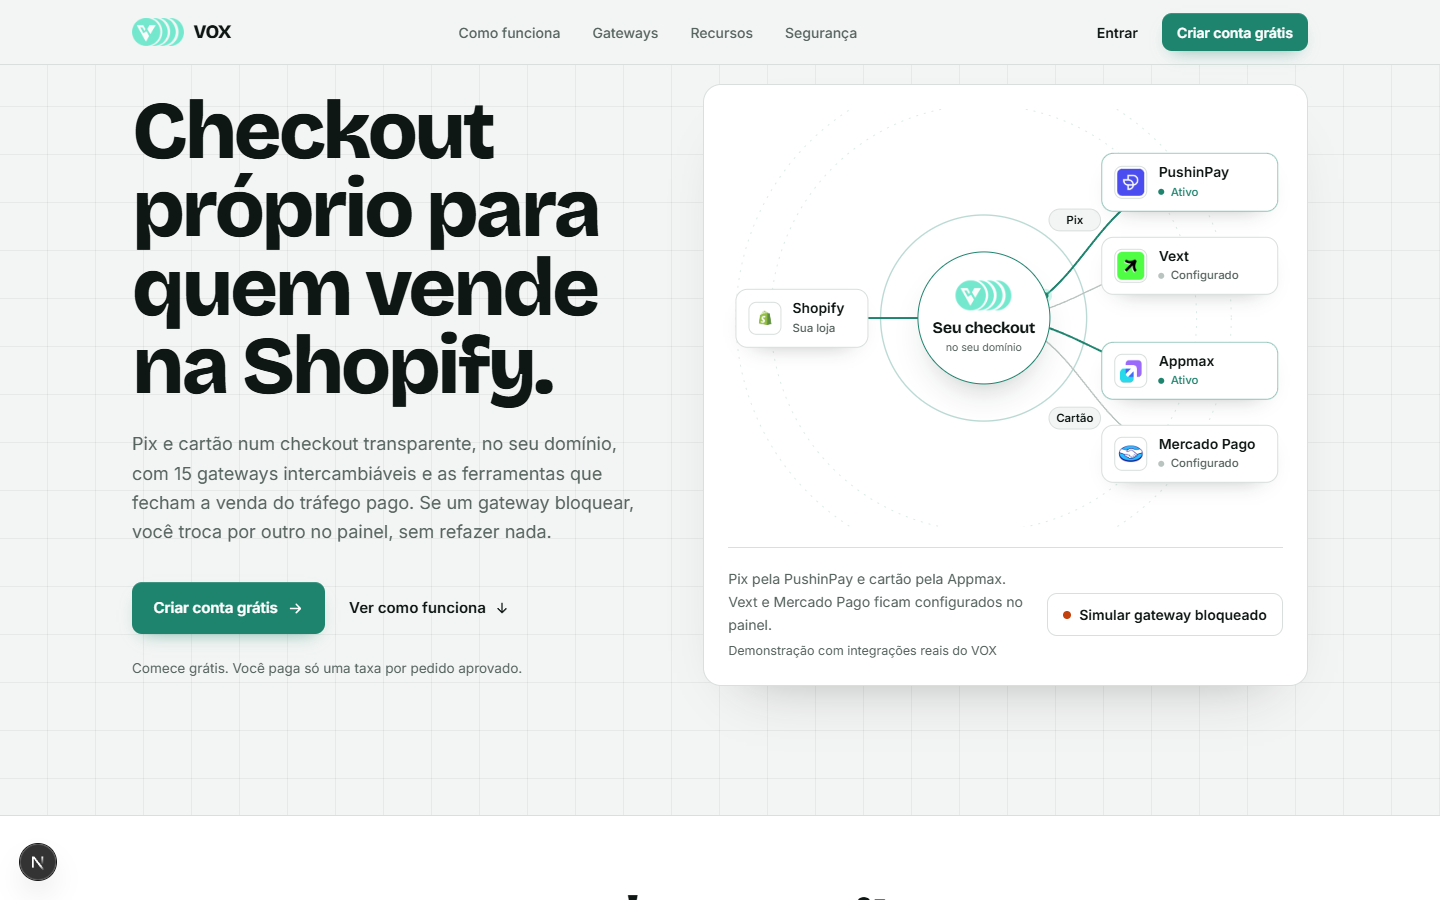 VOX
Como funciona
Gateways
Recursos
Segurança
Entrar
Criar conta grátis
Checkout
próprio para
quem vende
na Shopify.
Pix e cartão num checkout transparente, no seu domínio,
com 15 gateways intercambiáveis e as ferramentas que
fecham a venda do tráfego pago. Se um gateway bloquear,
você troca por outro no painel, sem refazer nada.
Criar conta grátis →
Ver como funciona ↓
Comece grátis. Você paga só uma taxa por pedido aprovado.
Shopify
Sua loja
Seu checkout
no seu domínio
Pix
Cartão
PushinPay
Ativo
Vext
Configurado
Appmax
Ativo
Mercado Pago
Configurado
Pix pela PushinPay e cartão pela Appmax.
Vext e Mercado Pago ficam configurados no
painel.
Demonstração com integrações reais do VOX
Simular gateway bloqueado